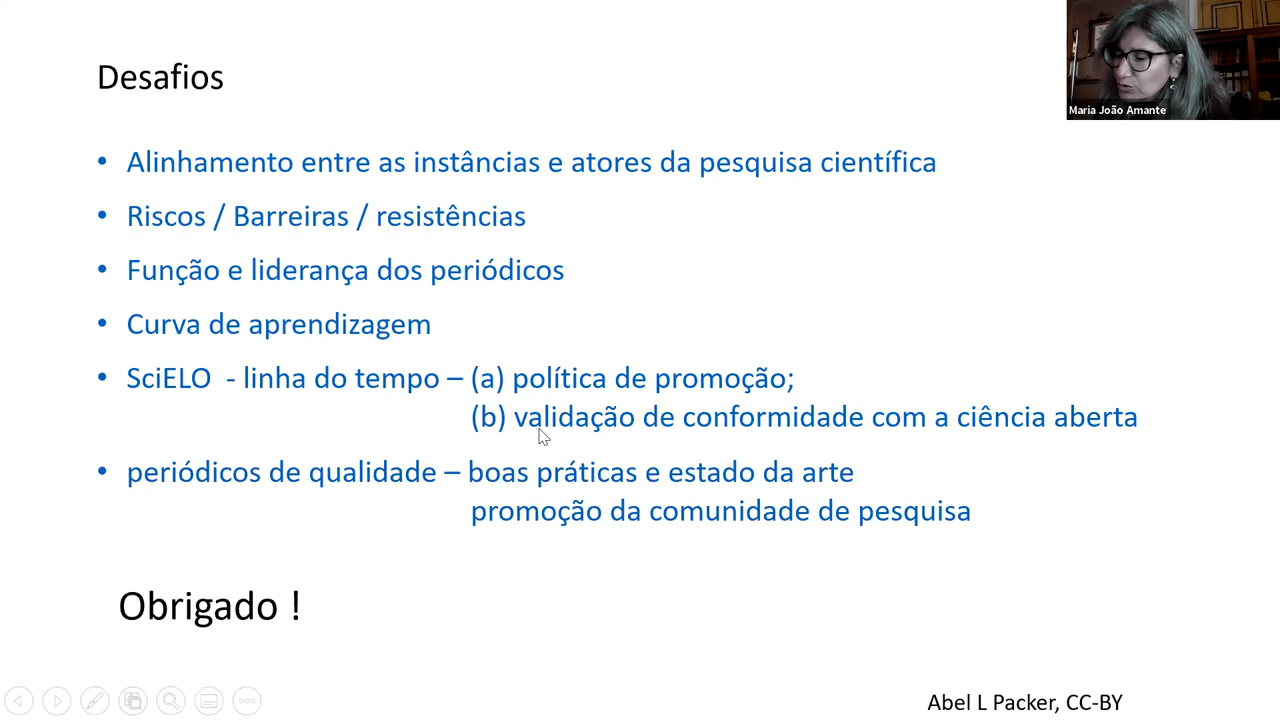 Desafios
Maria João Amante
• Alinhamento entre as instâncias e atores da pesquisa científica
• Riscos / Barreiras / resistências
• Função e liderança dos periódicos
• Curva de aprendizagem
• SciELO - linha do tempo – (a) política de promoção;
(b) validação de conformidade com a ciência aberta
• periódicos de qualidade – boas práticas e estado da arte
promoção da comunidade de pesquisa
Obrigado !
Abel L Packer, CC-BY